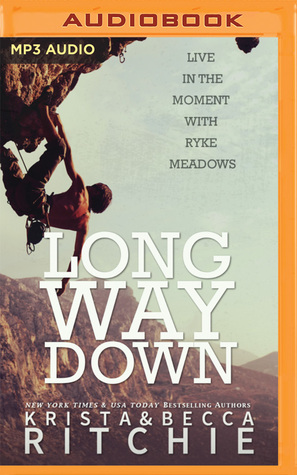 AUDIOBOOK
MP3 AUDIO
LIVE
IN THE
MOMENT
WITH
RYKE
MEADOWS
LONG
WAY
DOWN
NEW YORK TIMES & USA TODAY BESTSELLING AUTHORS
KRISTA & BECCA
RITCHIE